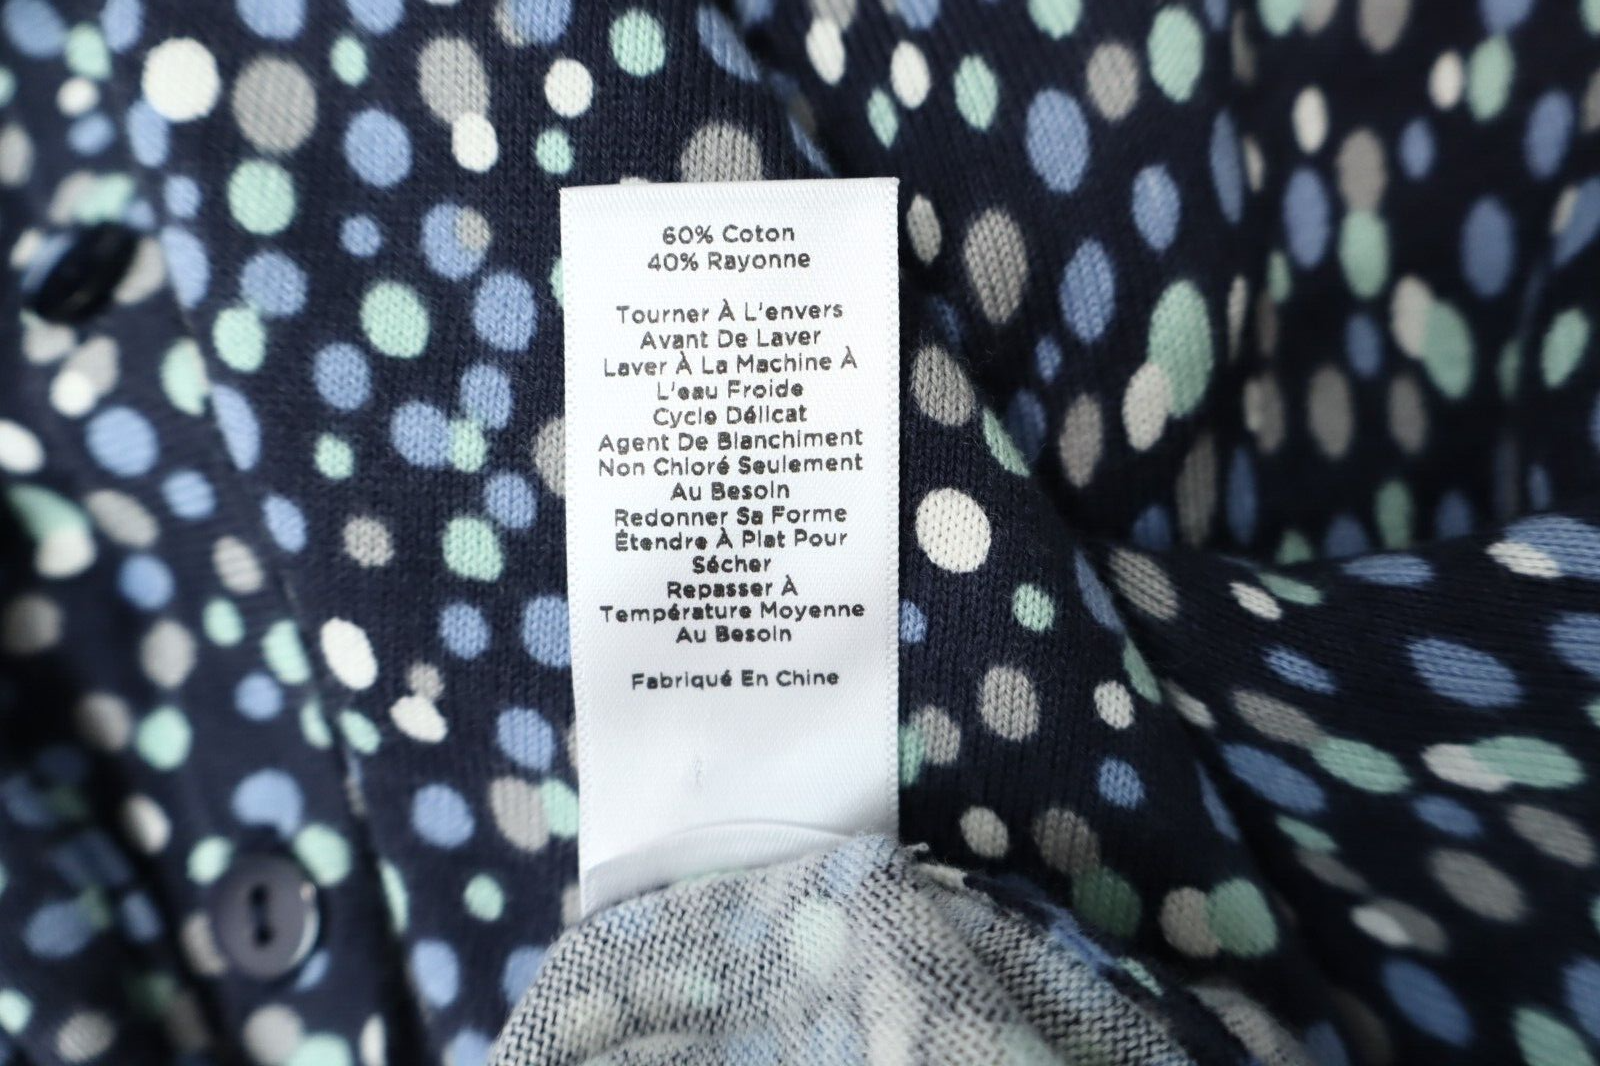 60% Coton
40% Rayonne
Tourner À L'envers
Avant De Laver
Laver À La Machine À
L'eau Froide
Cycle Délicat
Agent De Blanchiment
Non Chloré Seulement
Au Besoin
Redonner Sa Forme
Étendre À Plat Pour
Sécher
Repasser À
Température Moyenne
Au Besoin
Fabriqué En Chine